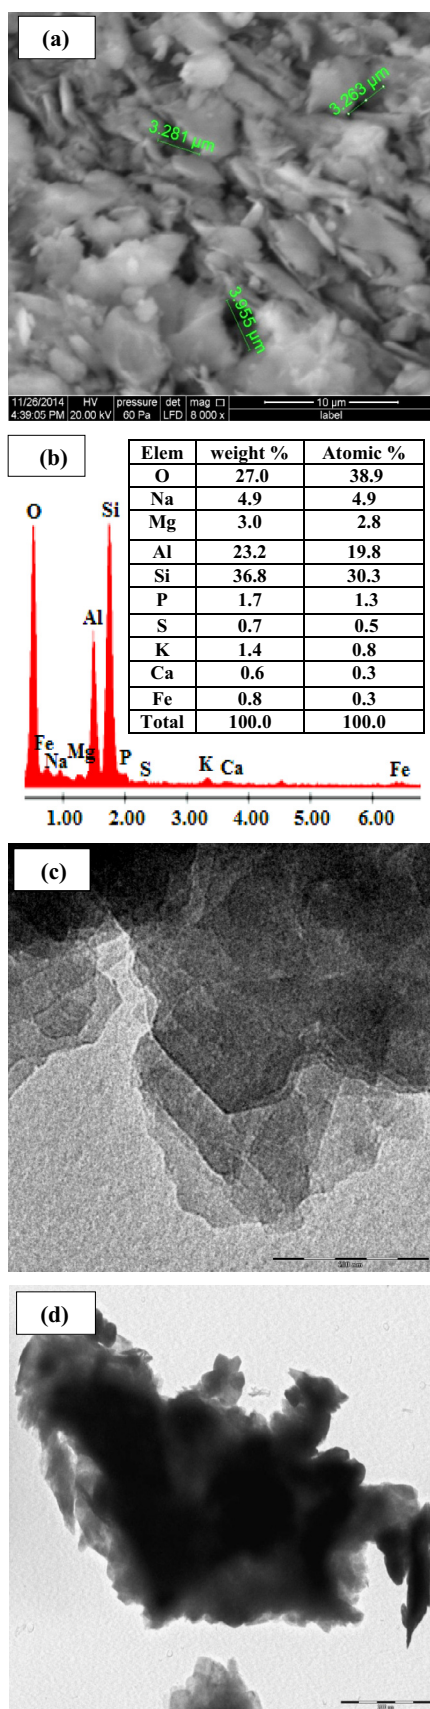 (a)
3.281 µm
3.263 µm
3.955 µm
11/26/2014 HV pressure det mag □ 10 µm
4:39:05 PM 20.00 kV 60 Pa LFD 8 000 x label
(b)
Elem weight % Atomic %
O 27.0 38.9
Na 4.9 4.9
Mg 3.0 2.8
Al 23.2 19.8
Si 36.8 30.3
P 1.7 1.3
S 0.7 0.5
K 1.4 0.8
Ca 0.6 0.3
Fe 0.8 0.3
Total 100.0 100.0
O Si
Al
Fe Na Mg P S K Ca Fe
1.00 2.00 3.00 4.00 5.00 6.00
(c)
(d)